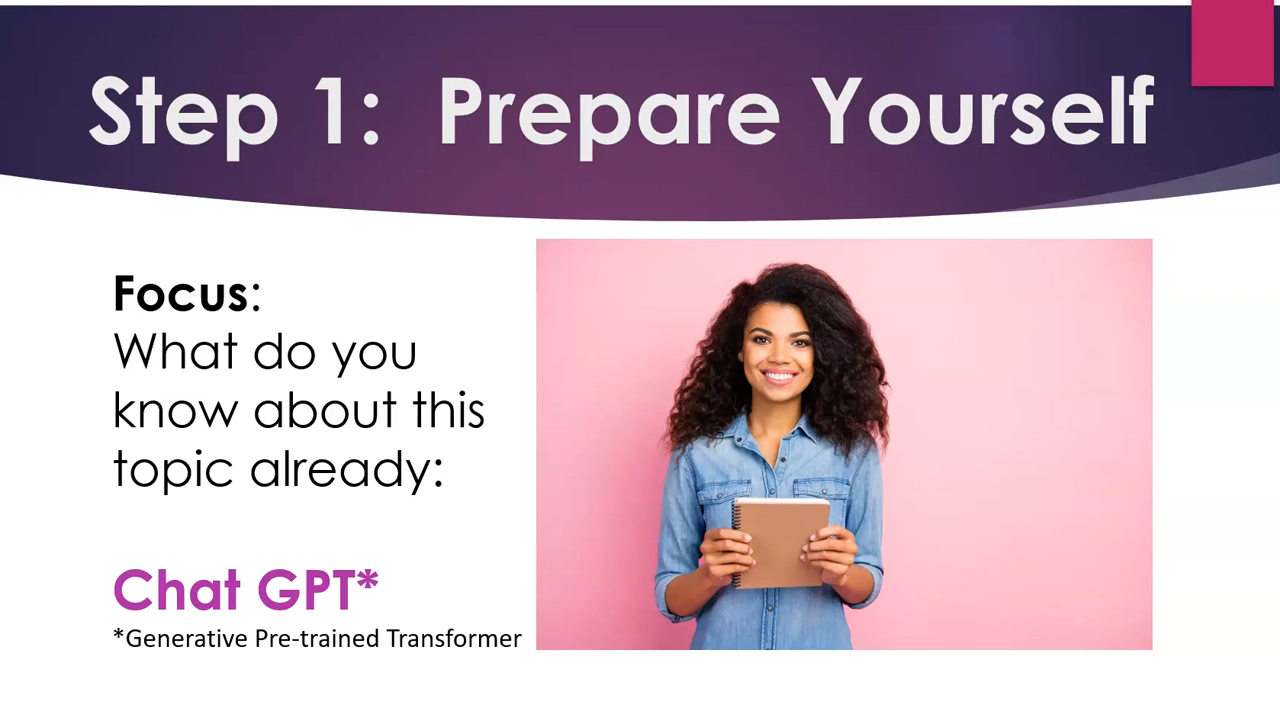 Step 1: Prepare Yourself
Focus:
What do you
know about this
topic already:
Chat GPT*
*Generative Pre-trained Transformer